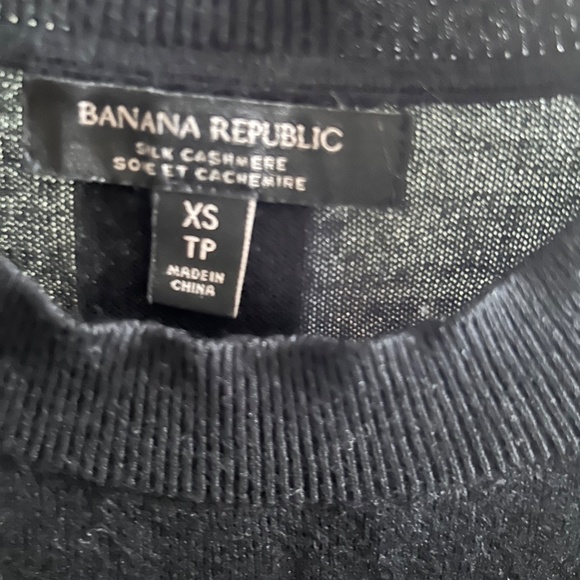 BANANA REPUBLIC
SILK CASHMERE
SOIE ET CACHEMIRE
XS
TP
MADE IN
CHINA